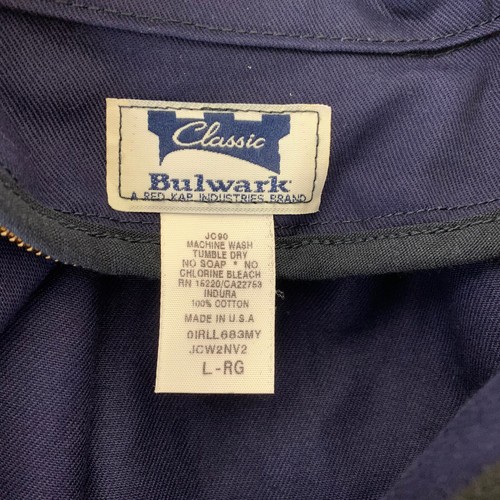 Classic
Bulwark
A RED KAP INDUSTRIES BRAND
JC90
MACHINE WASH
TUMBLE DRY
NO SOAP * NO
CHLORINE BLEACH
RN 15220/CA22753
INDURA
100% COTTON
MADE IN U.S.A
0IRLL683MY
JCW2NV2
L-RG